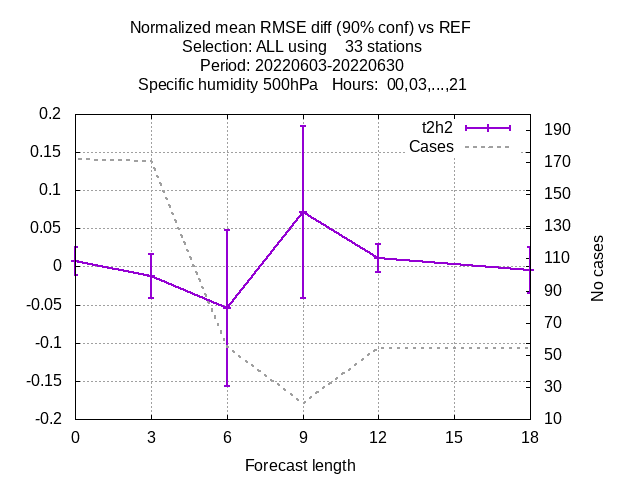 Normalized mean RMSE diff (90% conf) vs REF
Selection: ALL using    33 stations
Period: 20220603-20220630
Specific humidity 500hPa   Hours:  00,03,...,21
t2h2
Cases
0.2
0.15
0.1
0.05
0
-0.05
-0.1
-0.15
-0.2
190
170
150
130
110
90
70
50
30
10
No cases
0 3 6 9 12 15 18
Forecast length